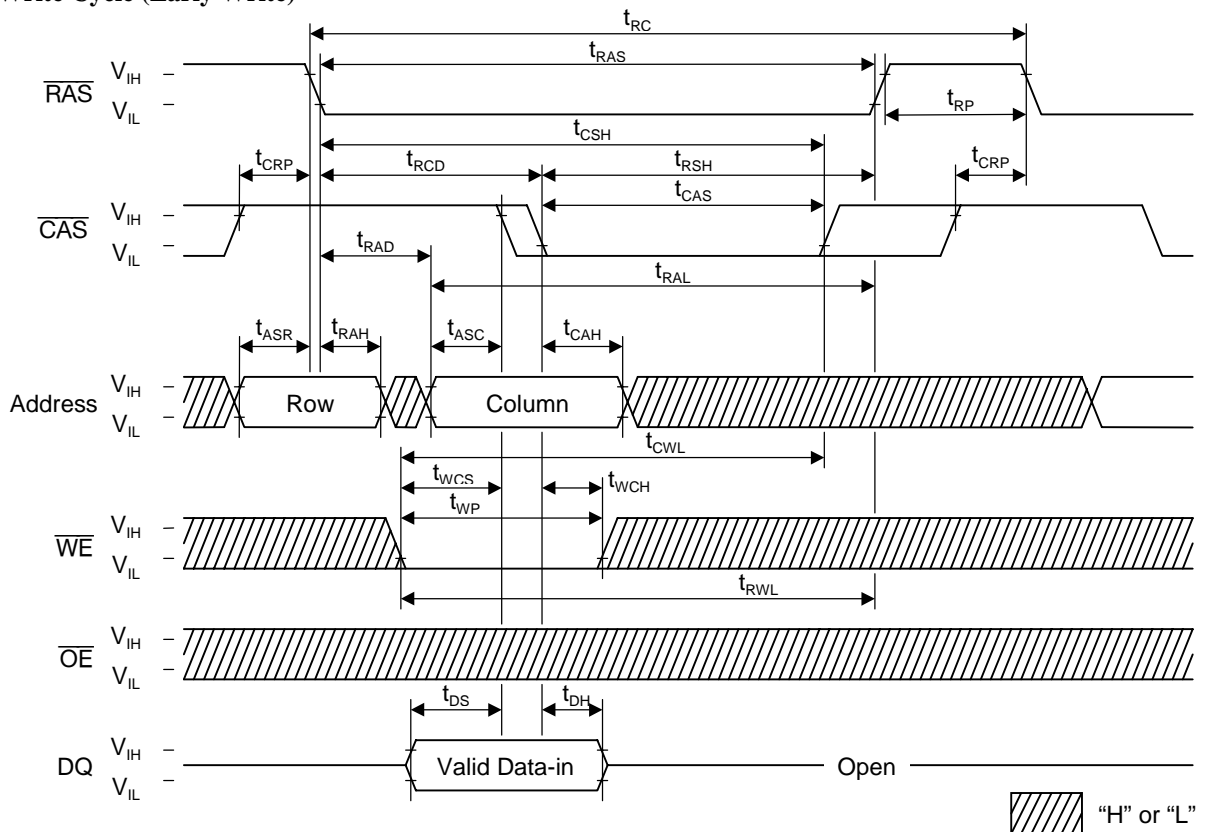 Write Cycle (Early Write)
tRC
RAS
VIH
VIL
tRAS
tRP
tCSH
tCRP
tRCD
tRSH
tCRP
CAS
VIH
VIL
tCAS
tRAD
tRAL
tASR
tRAH
tASC
tCAH
Address
VIH
VIL
Row
Column
tCWL
tWCS
tWCH
tWP
WE
VIH
VIL
tRWL
OE
VIH
VIL
tDS
tDH
DQ
VIH
VIL
Valid Data-in
Open
“H” or “L”